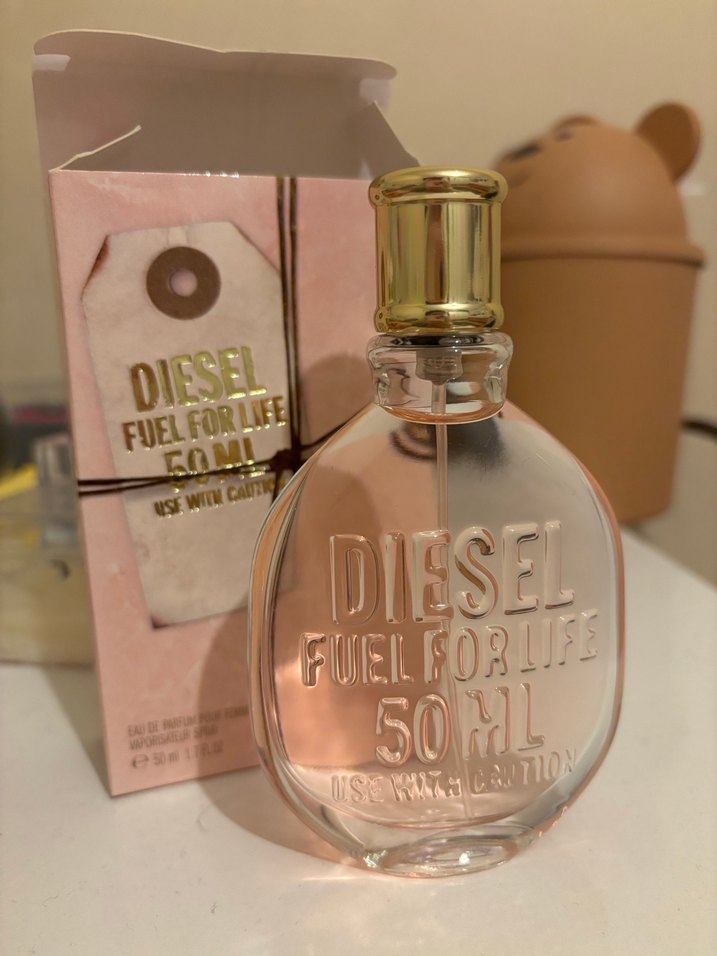 DIESEL
FUEL FOR LIFE
50 ML
USE WITH CAUTION
EAU DE PARFUM POUR FEMME
VAPORISATEUR SPRAY
℮ 50 ml 1.7 FL.OZ
DIESEL
FUEL FOR LIFE
50 ML
USE WITH CAUTION